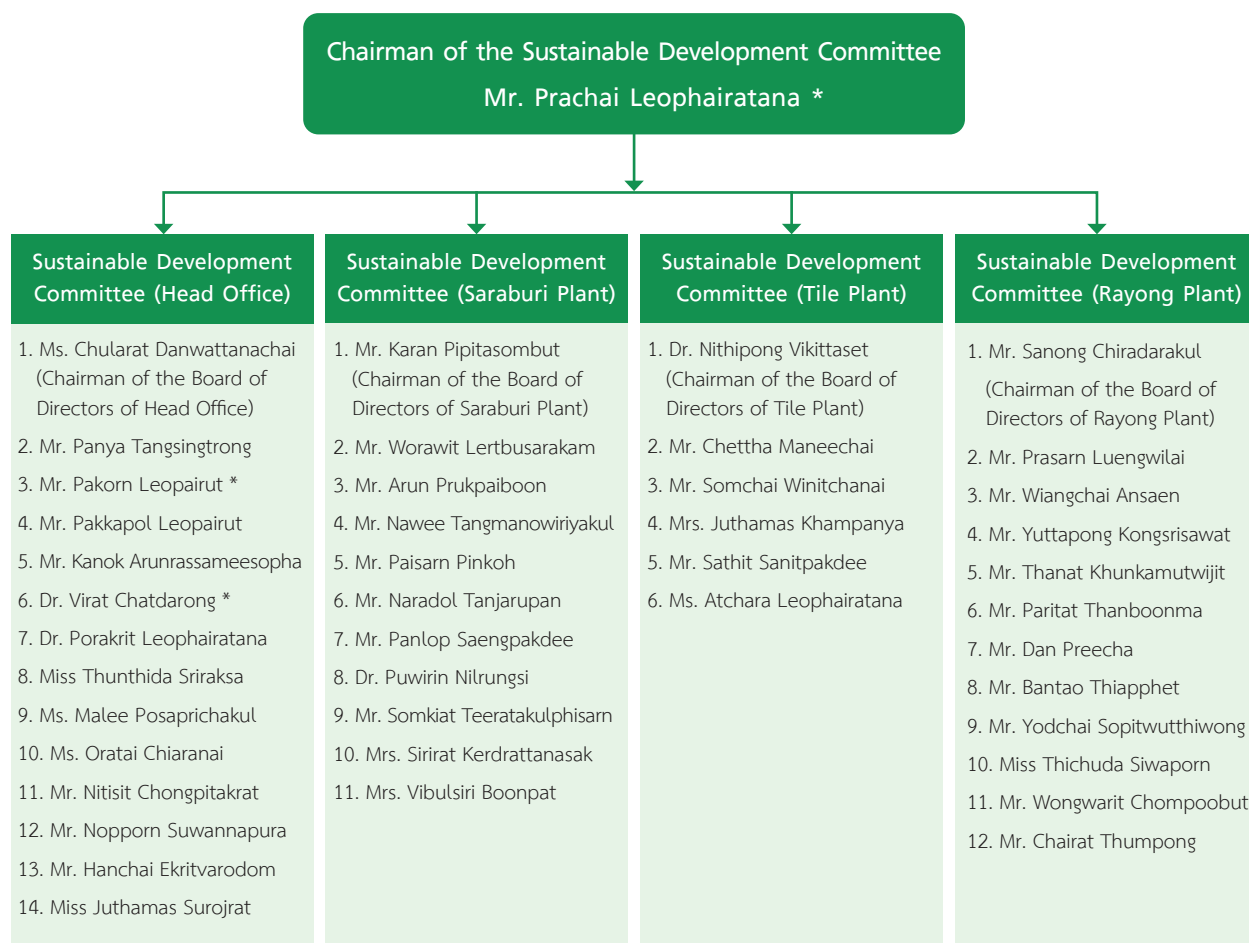 Chairman of the Sustainable Development Committee
Mr. Prachai Leophairatana *
Sustainable Development
Committee (Head Office)
1. Ms. Chularat Danwattanachai
(Chairman of the Board of
Directors of Head Office)
2. Mr. Panya Tangsingtrong
3. Mr. Pakorn Leopairut *
4. Mr. Pakkapol Leopairut
5. Mr. Kanok Arunrassameesopha
6. Dr. Virat Chatdarong *
7. Dr. Porakrit Leophairatana
8. Miss Thunthida Sriraksa
9. Ms. Malee Posaprichakul
10. Ms. Oratai Chiaranai
11. Mr. Nitisit Chongpitakrat
12. Mr. Nopporn Suwannapura
13. Mr. Hanchai Ekritvarodom
14. Miss Juthamas Surojrat
Sustainable Development
Committee (Saraburi Plant)
1. Mr. Karan Pipitasombut
(Chairman of the Board of
Directors of Saraburi Plant)
2. Mr. Worawit Lertbusarakam
3. Mr. Arun Prukpaiboon
4. Mr. Nawee Tangmanowiriyakul
5. Mr. Paisarn Pinkoh
6. Mr. Naradol Tanjarupan
7. Mr. Panlop Saengpakdee
8. Dr. Puwirin Nilrungsi
9. Mr. Somkiat Teeratakulphisarn
10. Mrs. Sirirat Kerdrattanasak
11. Mrs. Vibulsiri Boonpat
Sustainable Development
Committee (Tile Plant)
1. Dr. Nithipong Vikittaset
(Chairman of the Board of
Directors of Tile Plant)
2. Mr. Chettha Maneechai
3. Mr. Somchai Winitchanai
4. Mrs. Juthamas Khampanya
5. Mr. Sathit Sanitpakdee
6. Ms. Atchara Leophairatana
Sustainable Development
Committee (Rayong Plant)
1. Mr. Sanong Chiradarakul
(Chairman of the Board of
Directors of Rayong Plant)
2. Mr. Prasarn Luengwilai
3. Mr. Wiangchai Ansaen
4. Mr. Yuttapong Kongsrisawat
5. Mr. Thanat Khunkamutwijit
6. Mr. Paritat Thanboonma
7. Mr. Dan Preecha
8. Mr. Bantao Thiapphet
9. Mr. Yodchai Sopitwutthiwong
10. Miss Thichuda Siwaporn
11. Mr. Wongwarit Chompoobut
12. Mr. Chairat Thumpong